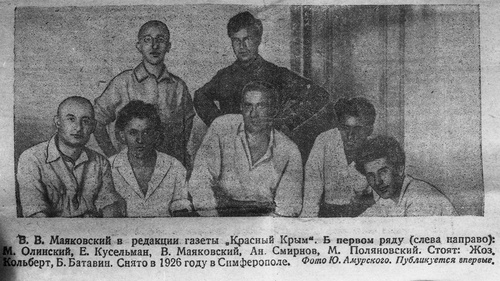 В. В. Маяковский в редакции газеты „Красный Крым“. В первом ряду (слева направо):
М. Олинский, Е. Кусельман, В. Маяковский, Ан. Смирнов, М. Поляновский. Стоят: Жоз.
Кольберт, Б. Батавин. Снято в 1926 году в Симферополе. Фото Ю. Амурского. Публикуется впервые.